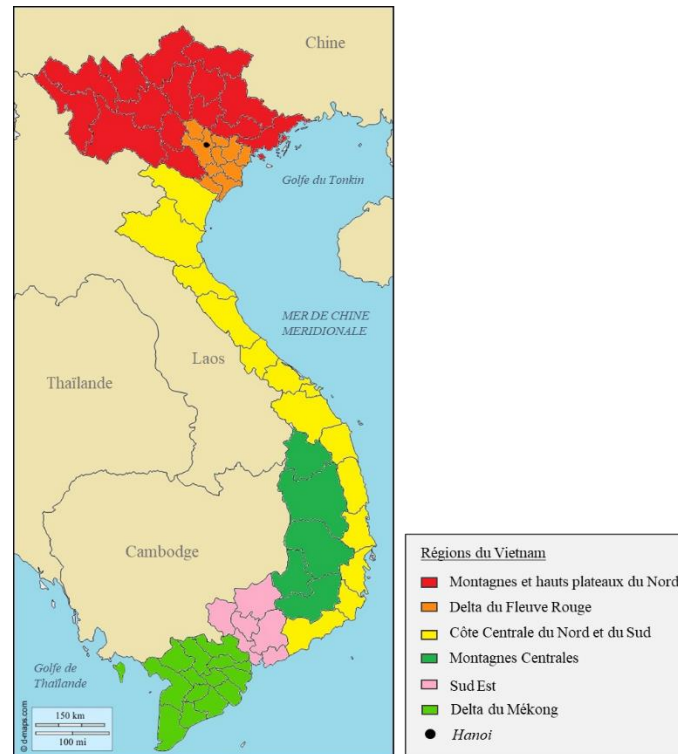 Chine
Golfe du Tonkin
MER DE CHINE
MERIDIONALE
Laos
Thaïlande
Cambodge
Golfe de
Thaïlande
150 km
100 mi
© d-maps.com
Régions du Vietnam
Montagnes et hauts plateaux du Nord
Delta du Fleuve Rouge
Côte Centrale du Nord et du Sud
Montagnes Centrales
Sud Est
Delta du Mékong
Hanoi